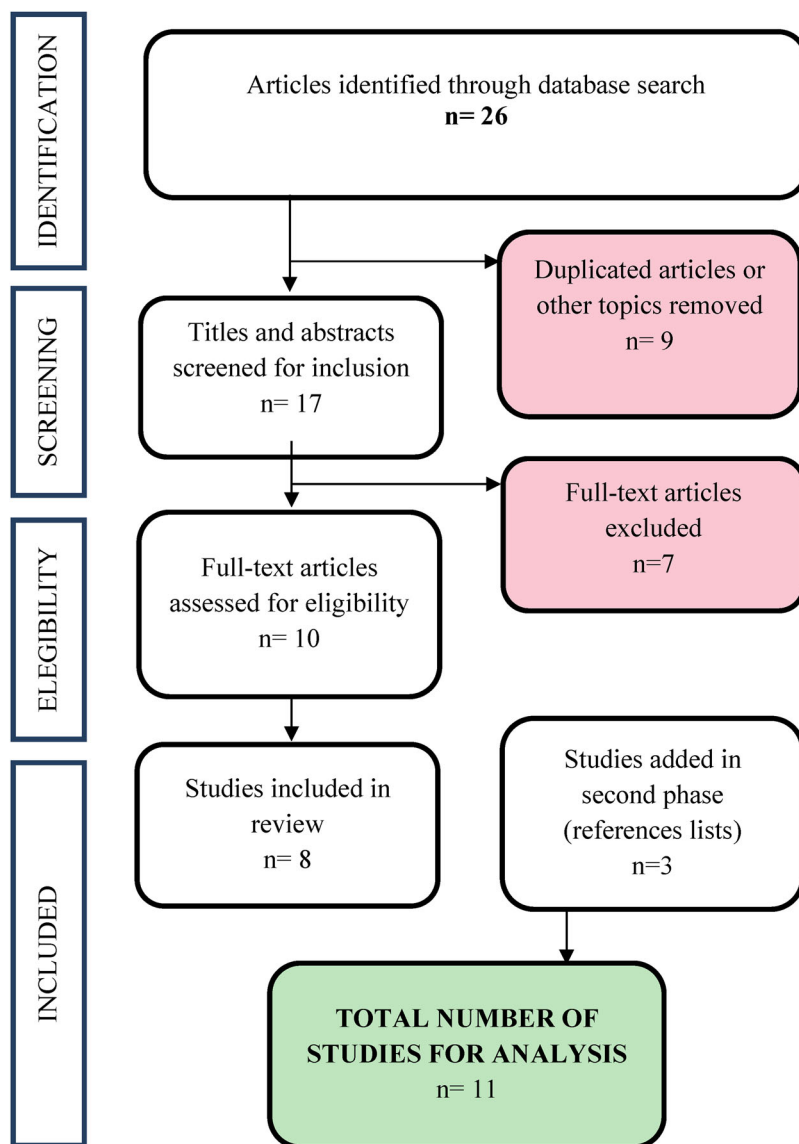 IDENTIFICATION
Articles identified through database search
n= 26
Duplicated articles or
other topics removed
n= 9
SCREENING
Titles and abstracts
screened for inclusion
n= 17
Full-text articles
excluded
n=7
ELEGIBILITY
Full-text articles
assessed for eligibility
n= 10
INCLUDED
Studies included in
review
n= 8
Studies added in
second phase
(references lists)
n=3
TOTAL NUMBER OF
STUDIES FOR ANALYSIS
n= 11